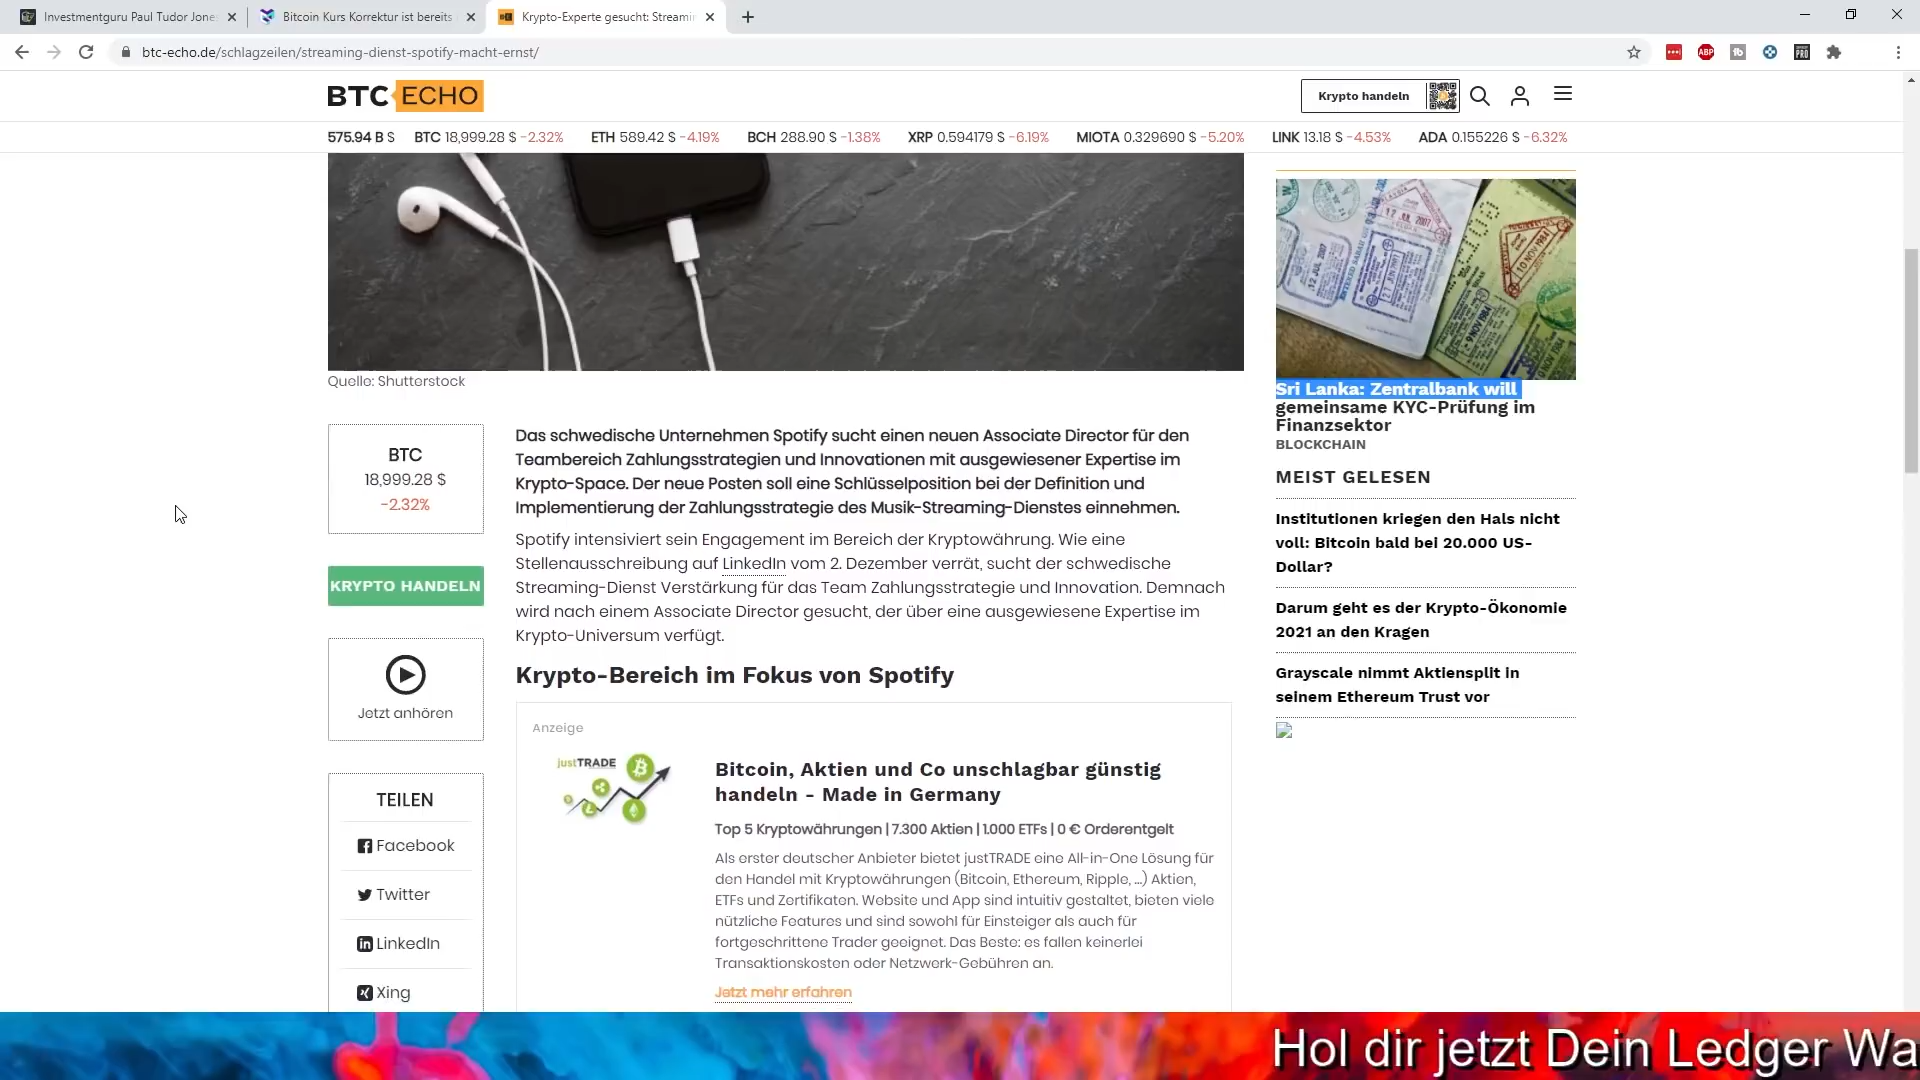 Investmentguru Paul Tudor Jone
Bitcoin Kurs Korrektur ist bereits
Krypto-Experte gesucht: Streami
btc-echo.de/schlagzeilen/streaming-dienst-spotify-macht-ernst/
ABP
PRO
BTC ECHO
Krypto handeln
575.94 B $ BTC 18,999.28 $ -2.32% ETH 589.42 $ -4.19% BCH 288.90 $ -1.38% XRP 0.594179 $ -6.19% MIOTA 0.329690 $ -5.20% LINK 13.18 $ -4.53% ADA 0.155226 $ -6.32%
Quelle: Shutterstock
BTC
18,999.28 $
-2.32%
KRYPTO HANDELN
Jetzt anhören
TEILEN
Facebook
Twitter
LinkedIn
Xing
Das schwedische Unternehmen Spotify sucht einen neuen Associate Director für den
Teambereich Zahlungsstrategien und Innovationen mit ausgewiesener Expertise im
Krypto-Space. Der neue Posten soll eine Schlüsselposition bei der Definition und
Implementierung der Zahlungsstrategie des Musik-Streaming-Dienstes einnehmen.
Spotify intensiviert sein Engagement im Bereich der Kryptowährung. Wie eine
Stellenausschreibung auf LinkedIn vom 2. Dezember verrät, sucht der schwedische
Streaming-Dienst Verstärkung für das Team Zahlungsstrategie und Innovation. Demnach
wird nach einem Associate Director gesucht, der über eine ausgewiesene Expertise im
Krypto-Universum verfügt.
Krypto-Bereich im Fokus von Spotify
Anzeige
justTRADE
Bitcoin, Aktien und Co unschlagbar günstig
handeln - Made in Germany
Top 5 Kryptowährungen | 7.300 Aktien | 1.000 ETFs | 0 € Orderentgelt
Als erster deutscher Anbieter bietet justTRADE eine All-in-One Lösung für
den Handel mit Kryptowährungen (Bitcoin, Ethereum, Ripple, ...) Aktien,
ETFs und Zertifikaten. Website und App sind intuitiv gestaltet, bieten viele
nützliche Features und sind sowohl für Einsteiger als auch für
fortgeschrittene Trader geeignet. Das Beste: es fallen keinerlei
Transaktionskosten oder Netzwerk-Gebühren an.
Jetzt mehr erfahren
Sri Lanka: Zentralbank will
gemeinsame KYC-Prüfung im
Finanzsektor
BLOCKCHAIN
MEIST GELESEN
Institutionen kriegen den Hals nicht
voll: Bitcoin bald bei 20.000 US-
Dollar?
Darum geht es der Krypto-Ökonomie
2021 an den Kragen
Grayscale nimmt Aktiensplit in
seinem Ethereum Trust vor
Hol dir jetzt Dein Ledger Wa